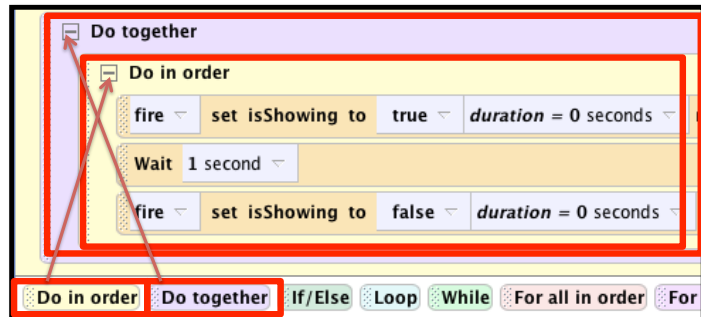 Do together
Do in order
fire set isShowing to true duration = 0 seconds
Wait 1 second
fire set isShowing to false duration = 0 seconds
Do in order Do together If/Else Loop While For all in order For